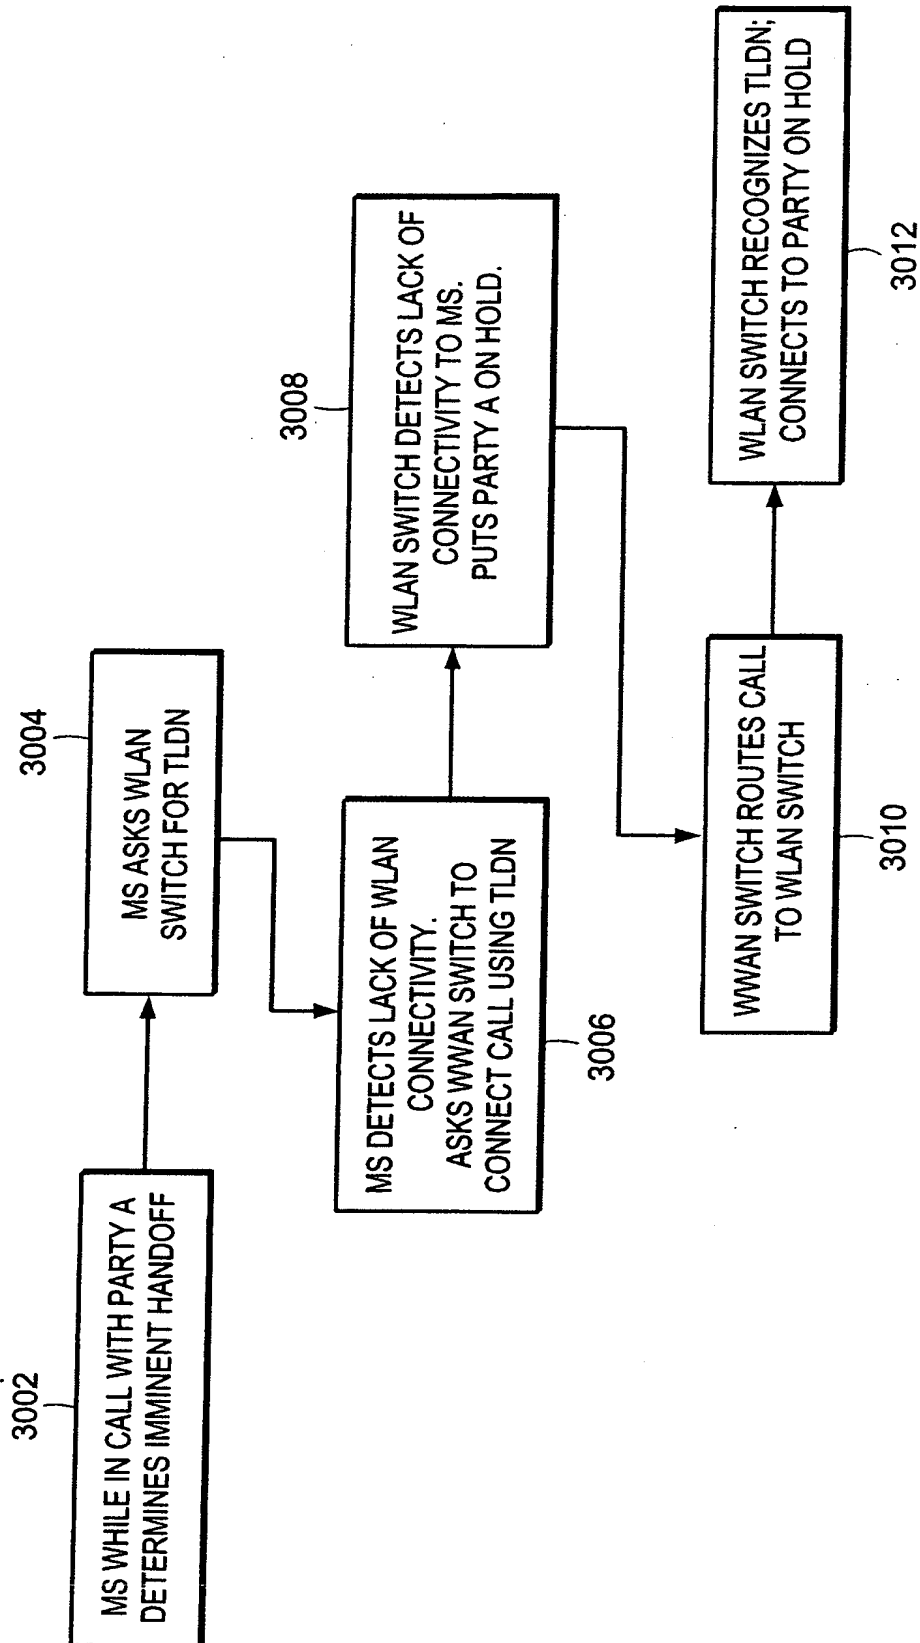 3002
MS WHILE IN CALL WITH PARTY A
DETERMINES IMMINENT HANDOFF
3004
MS ASKS WLAN
SWITCH FOR TLDN
MS DETECTS LACK OF WLAN
CONNECTIVITY.
ASKS WWAN SWITCH TO
CONNECT CALL USING TLDN
3006
3008
WLAN SWITCH DETECTS LACK OF
CONNECTIVITY TO MS.
PUTS PARTY A ON HOLD.
WWAN SWITCH ROUTES CALL
TO WLAN SWITCH
3010
WLAN SWITCH RECOGNIZES TLDN;
CONNECTS TO PARTY ON HOLD
3012